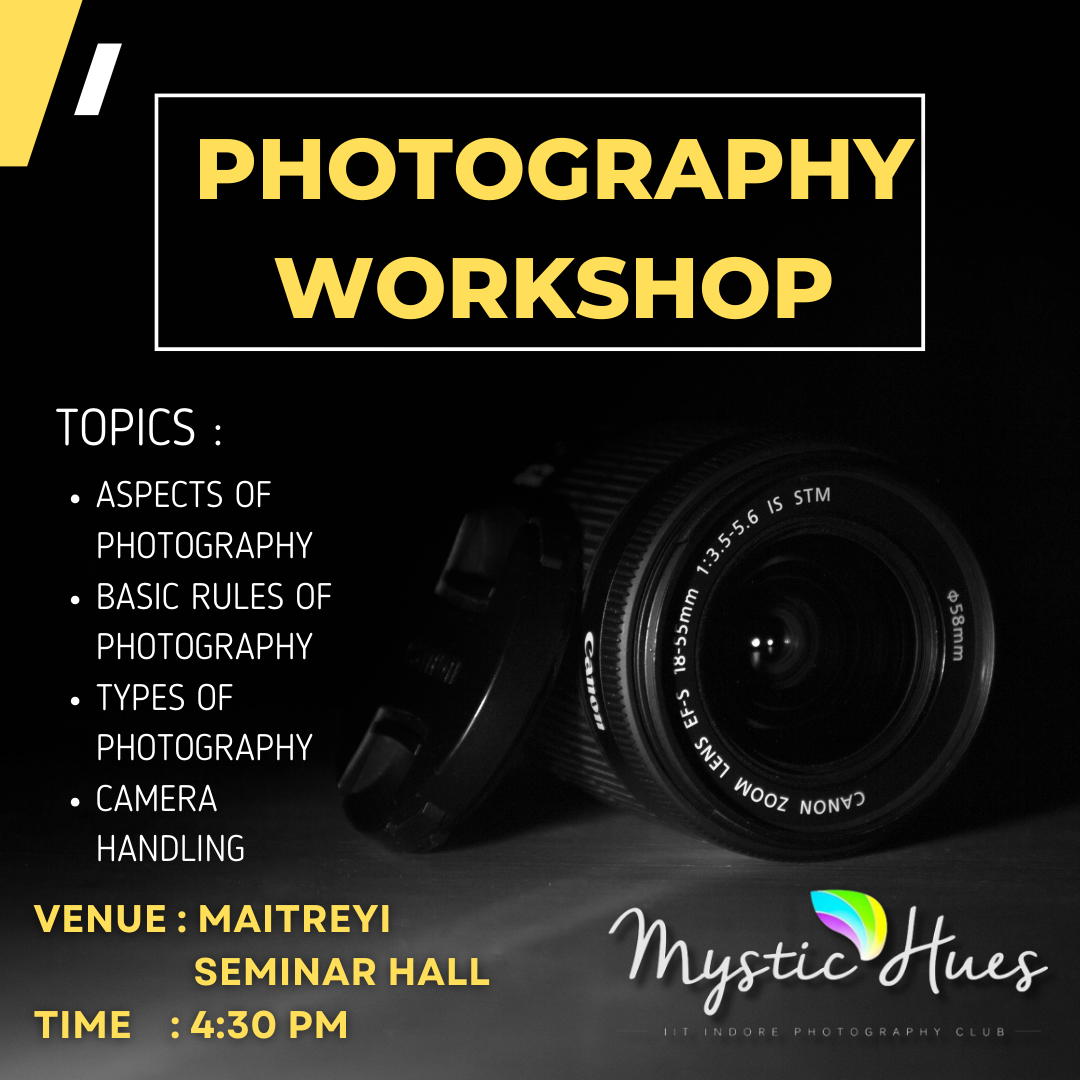 PHOTOGRAPHY
WORKSHOP
TOPICS :
• ASPECTS OF
PHOTOGRAPHY
• BASIC RULES OF
PHOTOGRAPHY
• TYPES OF
PHOTOGRAPHY
• CAMERA
HANDLING
Canon
CANON ZOOM LENS EF-S 18-55mm 1:3.5-5.6 IS STM
Φ58mm
VENUE : MAITREYI
SEMINAR HALL
TIME : 4:30 PM
Mystic Hues
IIT INDORE PHOTOGRAPHY CLUB